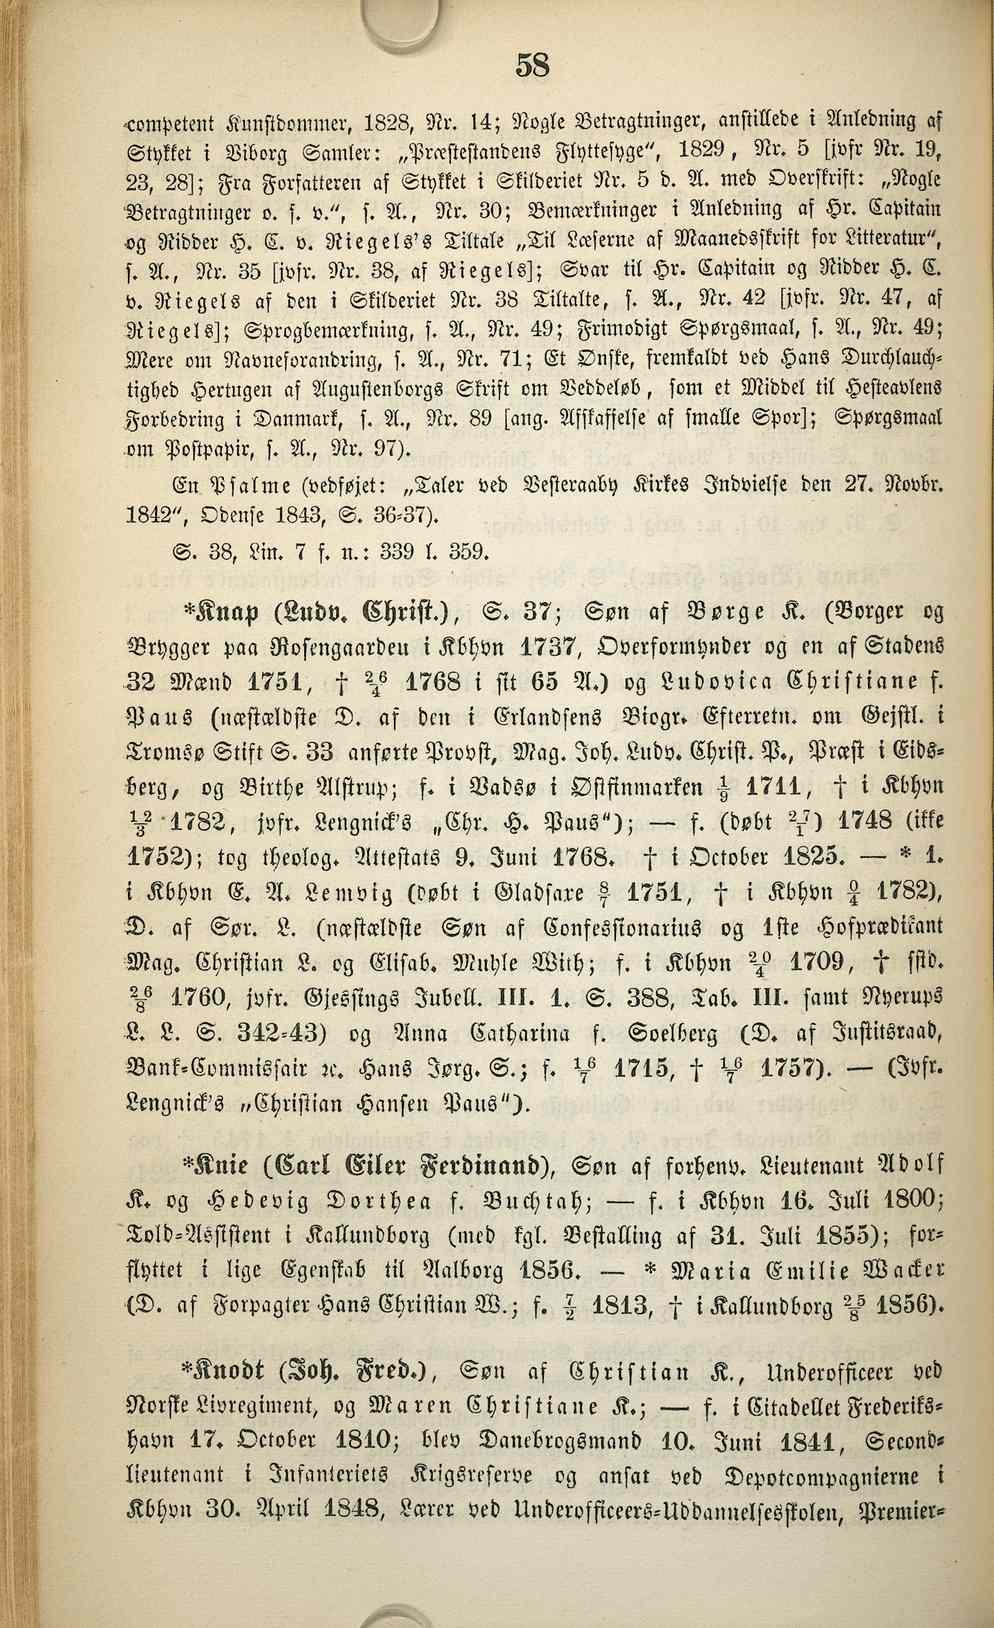 58
competent Kunstdommer, 1828, Nr. 14; Nogle Betragtninger, anstillede i Anledning af
Stykket i Viborg Samler: „Præstestandens Flyttesyge“, 1829, Nr. 5 [jvfr Nr. 19,
23, 28]; Fra Forfatteren af Stykket i Skilderiet Nr. 5 d. A. med Overskrift: „Nogle
Betragtninger o. s. v.“, s. A., Nr. 30; Bemærkninger i Anledning af Hr. Capitain
og Ridder H. C. v. Riegels's Tiltale „Til Læserne af Maanedsskrift for Litteratur“,
s. A., Nr. 35 [jvfr. Nr. 38, af Riegels]; Svar til Hr. Capitain og Ridder H. C.
v. Riegels af den i Skilderiet Nr. 38 Tiltalte, s. A., Nr. 42 [jvfr. Nr. 47, af
Riegels]; Sprogbemærkning, s. A., Nr. 49; Frimodigt Spørgsmaal, s. A., Nr. 49;
Mere om Navneforandring, s. A., Nr. 71; Et Ønske, fremkaldt ved Hans Durchlauch-
tighed Hertugen af Augustenborgs Skrift om Veddeløb, som et Middel til Hesteavlens
Forbedring i Danmark, s. A., Nr. 89 [ang. Afskaffelse af smalle Spor]; Spørgsmaal
om Postpapir, s. A., Nr. 97).
En Psalme (vedføjet: „Taler ved Vesteraaby Kirkes Indvielse den 27. Novbr.
1842“, Odense 1843, S. 36-37).
S. 38, Lin. 7 f. n.: 339 l. 359.
*Knap (Ludv. Christ.), S. 37; Søn af Børge K. (Borger og
Brygger paa Rosengaarden i Kbhvn 1737, Overformynder og en af Stadens
32 Mænd 1751, † 26/4 1768 i sit 65 A.) og Ludovica Christiane f.
Paus (næstældste D. af den i Erlandsens Biogr. Efterretn. om Gejstl. i
Tromsø Stift S. 33 anførte Provst, Mag. Joh. Ludv. Christ. P., Præst i Eids-
berg, og Birthe Alstrup; f. i Vadsø i Østfinmarken 1/9 1711, † i Kbhvn
12/3 1782, jvfr. Lengnick's „Chr. H. Paus“); — f. (døbt 27/1) 1748 (ikke
1752); tog theolog. Attestats 9. Juni 1768. † i October 1825. — * 1.
i Kbhvn E. A. Lemvig (døbt i Gladsaxe 8/7 1751, † i Kbhvn 9/4 1782),
D. af Sør. L. (næstældste Søn af Confessionarius og 1ste Hofprædikant
Mag. Christian L. og Elisab. Muhle With; f. i Kbhvn 20/4 1709, † sstd.
26/8 1760, jvfr. Gjessings Jubell. III. 1. S. 388, Tab. III. samt Nyerups
L. L. S. 342-43) og Anna Catharina f. Soelberg (D. af Justitsraad,
Bank-Commissair ꝛc. Hans Jørg. S.; f. 16/7 1715, † 16/7 1757). — (Jvfr.
Lengnick's „Christian Hansen Paus“).
*Knie (Carl Eiler Ferdinand), Søn af forhenv. Lieutenant Adolf
K. og Hedevig Dorthea f. Buchtah; — f. i Kbhvn 16. Juli 1800;
Told-Assistent i Kallundborg (med kgl. Bestalling af 31. Juli 1855); for-
flyttet i lige Egenskab til Aalborg 1856. — * Maria Emilie Wacker
(D. af Forpagter Hans Christian W.; f. 7/2 1813, † i Kallundborg 25/8 1856).
*Knodt (Joh. Fred.), Søn af Christian K., Underofficeer ved
Norske Livregiment, og Maren Christiane K.; — f. i Citadellet Frederiks-
havn 17. October 1810; blev Danebrogsmand 10. Juni 1841, Second-
lieutenant i Infanteriets Krigsreserve og ansat ved Depotcompagnierne i
Kbhvn 30. April 1848, Lærer ved Underofficeers-Uddannelsesskolen, Premier-